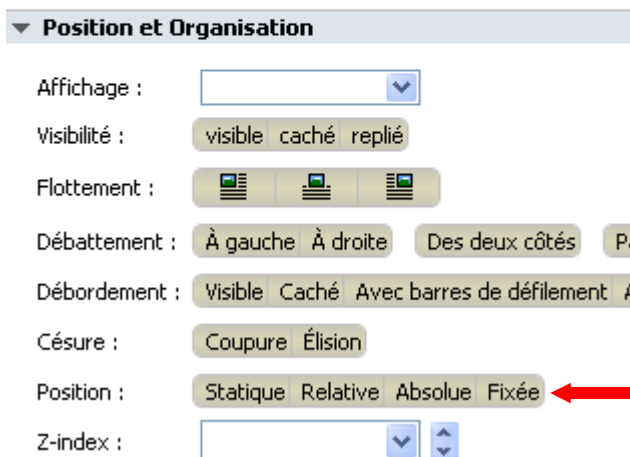 Position et Organisation
Affichage :
Visibilité : visible caché replié
Flottement :
Débattement : À gauche À droite Des deux côtés
Débordement : Visible Caché Avec barres de défilement
Césure : Coupure Élision
Position : Statique Relative Absolue Fixée
Z-index :